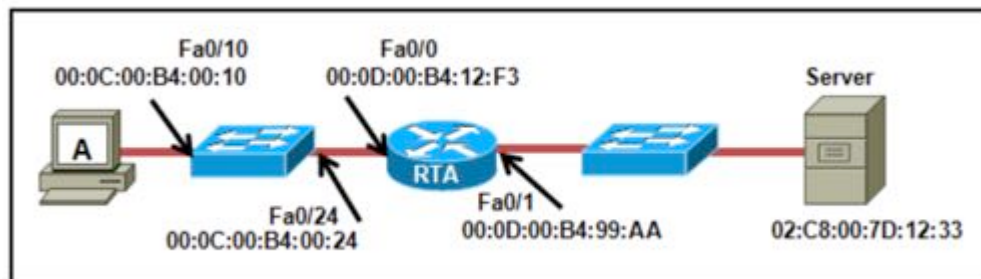 Fa0/10
00:0C:00:B4:00:10
Fa0/0
00:0D:00:B4:12:F3
Server
A
RTA
Fa0/24
00:0C:00:B4:00:24
Fa0/1
00:0D:00:B4:99:AA
02:C8:00:7D:12:33